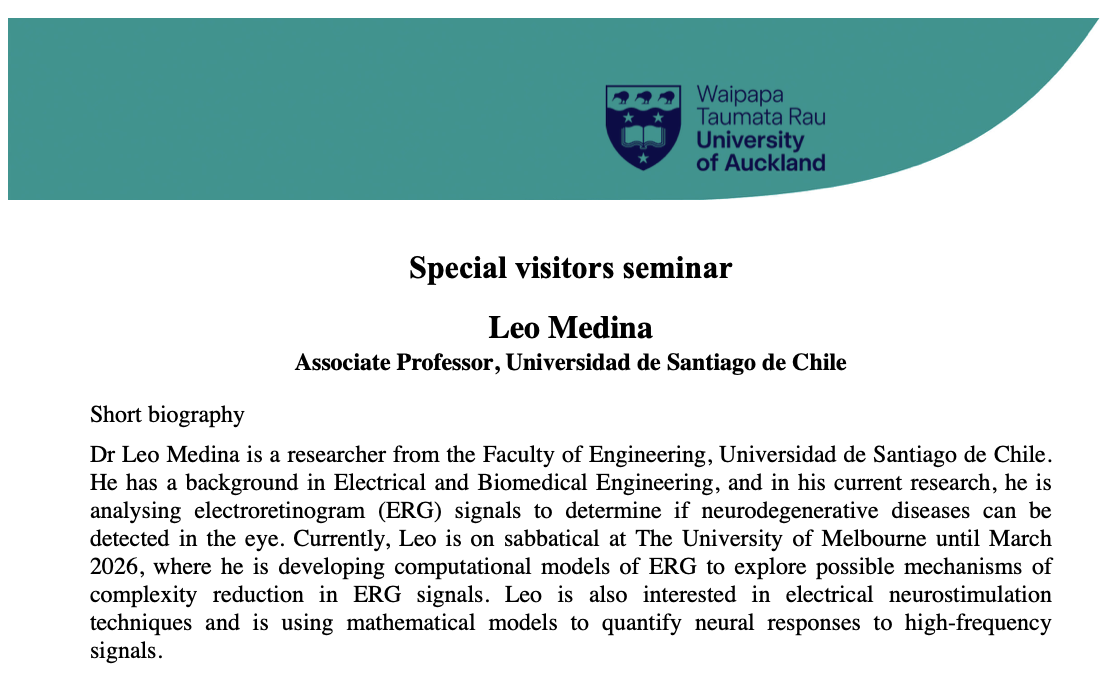 Waipapa
Taumata Rau
University
of Auckland
Special visitors seminar
Leo Medina
Associate Professor, Universidad de Santiago de Chile
Short biography
Dr Leo Medina is a researcher from the Faculty of Engineering, Universidad de Santiago de Chile.
He has a background in Electrical and Biomedical Engineering, and in his current research, he is
analysing electroretinogram (ERG) signals to determine if neurodegenerative diseases can be
detected in the eye. Currently, Leo is on sabbatical at The University of Melbourne until March
2026, where he is developing computational models of ERG to explore possible mechanisms of
complexity reduction in ERG signals. Leo is also interested in electrical neurostimulation
techniques and is using mathematical models to quantify neural responses to high-frequency
signals.